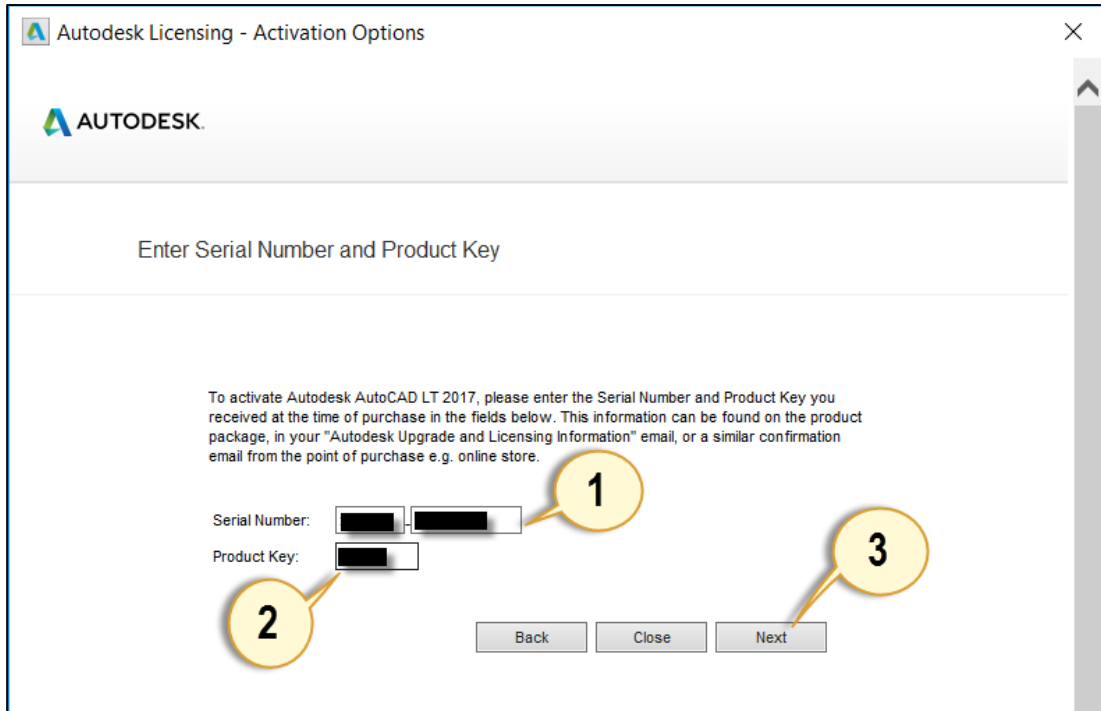 Autodesk Licensing - Activation Options
AUTODESK.
Enter Serial Number and Product Key
To activate Autodesk AutoCAD LT 2017, please enter the Serial Number and Product Key you
received at the time of purchase in the fields below. This information can be found on the product
package, in your "Autodesk Upgrade and Licensing Information" email, or a similar confirmation
email from the point of purchase e.g. online store.
1
Serial Number: -
Product Key:
2
3
Back Close Next